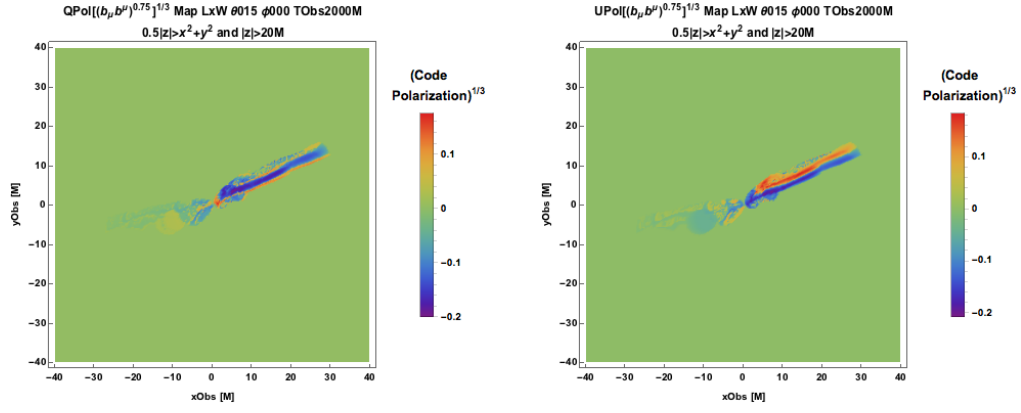 QPol[(b_μ b^μ)^0.75]^1/3 Map LxW θ015 ϕ000 TObs2000M
0.5|z|>x²+y² and |z|>20M
40
30
20
10
0
−10
−20
−30
−40
−40 −30 −20 −10 0 10 20 30 40
xObs [M]
yObs [M]
(Code
Polarization)^1/3
0.1
0
−0.1
−0.2
UPol[(b_μ b^μ)^0.75]^1/3 Map LxW θ015 ϕ000 TObs2000M
0.5|z|>x²+y² and |z|>20M
40
30
20
10
0
−10
−20
−30
−40
−40 −30 −20 −10 0 10 20 30 40
xObs [M]
yObs [M]
(Code
Polarization)^1/3
0.1
0
−0.1
−0.2